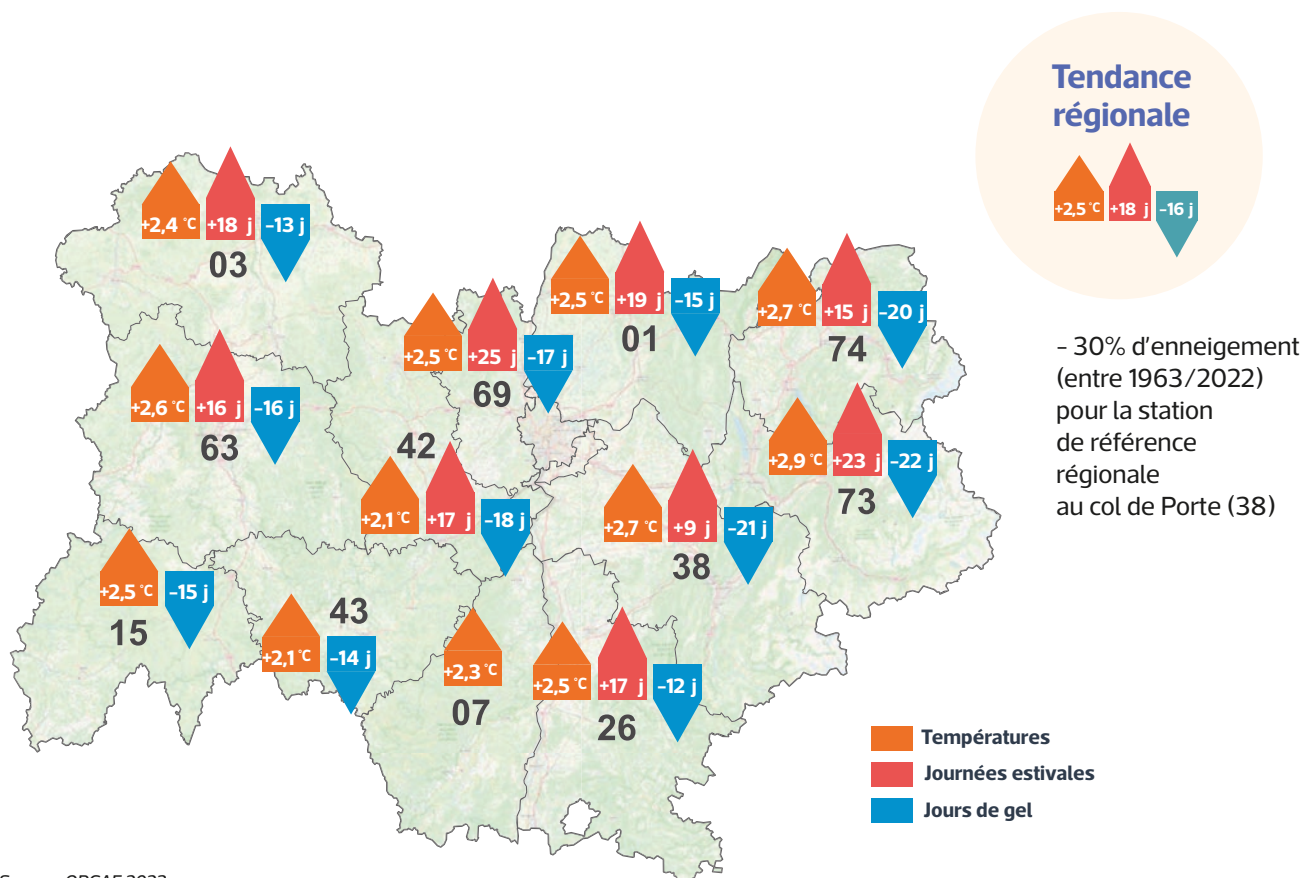 Tendance
régionale
+2,5 °C +18 j -16 j
- 30% d'enneigement
(entre 1963/2022)
pour la station
de référence
régionale
au col de Porte (38)
+2,4 °C +18 j -13 j
03
+2,5 °C +19 j -15 j
01
+2,7 °C +15 j -20 j
74
+2,5 °C +25 j -17 j
69
+2,6 °C +16 j -16 j
63
42
+2,1 °C +17 j -18 j
+2,9 °C +23 j -22 j
73
+2,7 °C +9 j -21 j
38
+2,5 °C -15 j
15
43
+2,1 °C -14 j
+2,3 °C
07
+2,5 °C +17 j -12 j
26
Températures
Journées estivales
Jours de gel